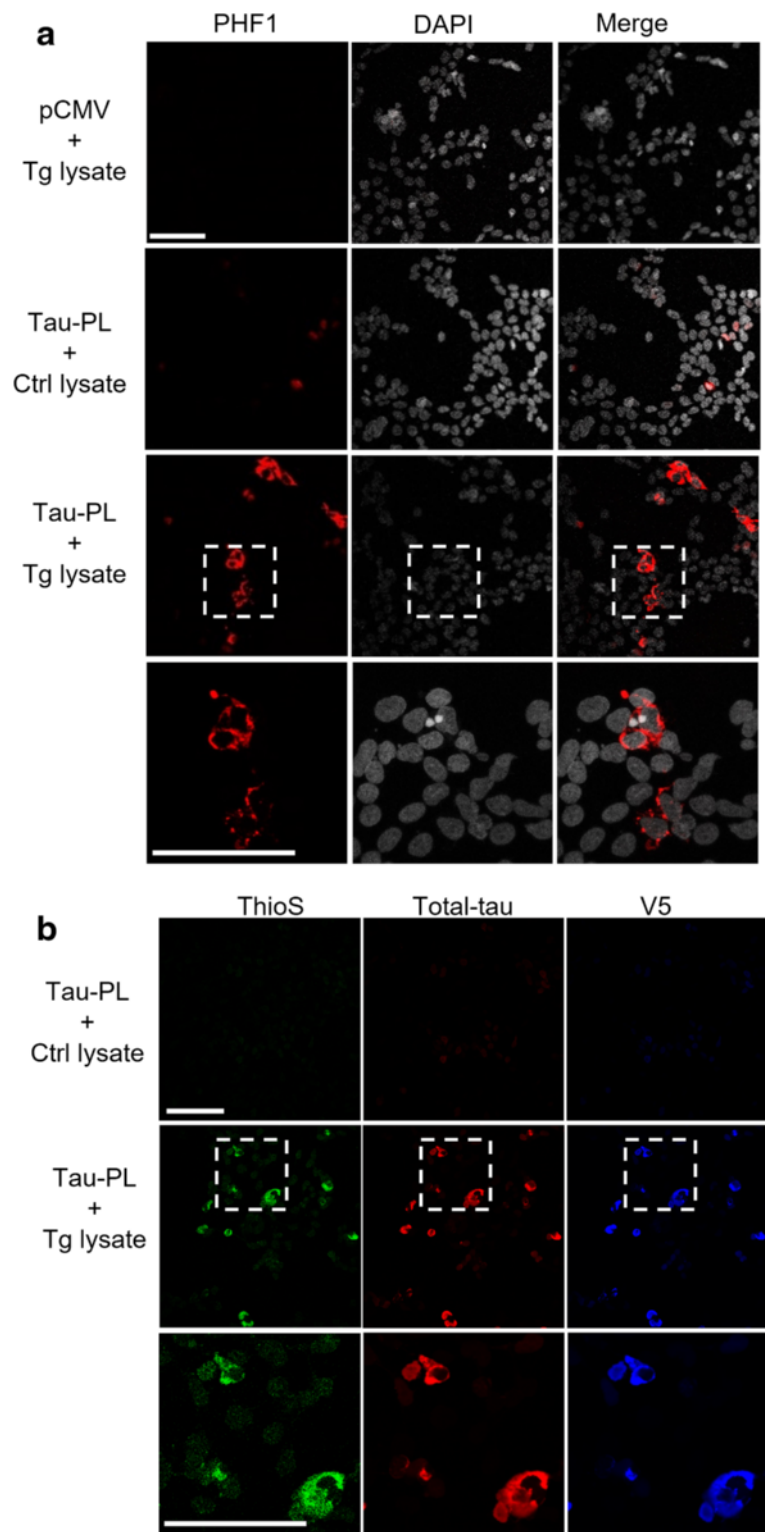 a
PHF1 DAPI Merge
pCMV
+
Tg lysate
Tau-PL
+
Ctrl lysate
Tau-PL
+
Tg lysate
b
ThioS Total-tau V5
Tau-PL
+
Ctrl lysate
Tau-PL
+
Tg lysate